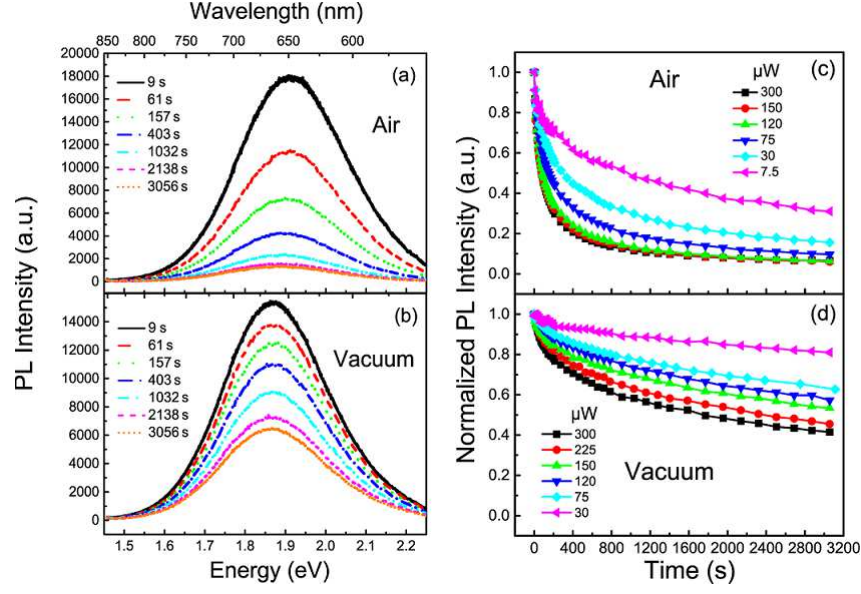 Wavelength (nm)
850 800 750 700 650 600
PL Intensity (a.u.)
20000
18000
16000
14000
12000
10000
8000
6000
4000
2000
0
(a)
Air
9 s
61 s
157 s
403 s
1032 s
2138 s
3056 s
14000
12000
10000
8000
6000
4000
2000
0
(b)
Vacuum
9 s
61 s
157 s
403 s
1032 s
2138 s
3056 s
1.5 1.6 1.7 1.8 1.9 2.0 2.1 2.2
Energy (eV)
Normalized PL Intensity (a.u.)
1.0
0.8
0.6
0.4
0.2
0.0
Air
(c)
µW
300
150
120
75
30
7.5
1.0
0.8
0.6
0.4
0.2
0.0
(d)
µW
300
225
150
120
75
30
Vacuum
0 400 800 1200 1600 2000 2400 2800 3200
Time (s)